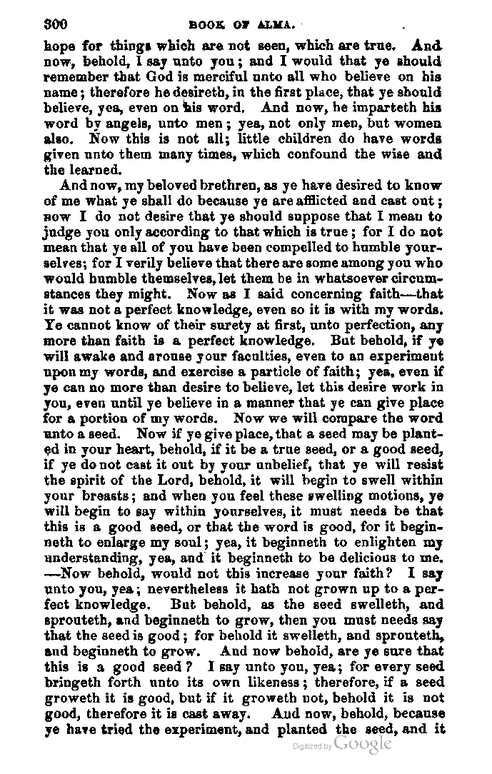 300 BOOK OF ALMA.
hope for things which are not seen, which are true. And
now, behold, I say unto you; and I would that ye should
remember that God is merciful unto all who believe on his
name; therefore he desireth, in the first place, that ye should
believe, yea, even on his word. And now, he imparteth his
word by angels, unto men; yea, not only men, but women
also. Now this is not all; little children do have words
given unto them many times, which confound the wise and
the learned.
And now, my beloved brethren, as ye have desired to know
of me what ye shall do because ye are afflicted and cast out;
now I do not desire that ye should suppose that I mean to
judge you only according to that which is true; for I do not
mean that ye all of you have been compelled to humble your-
selves; for I verily believe that there are some among you who
would humble themselves, let them be in whatsoever circum-
stances they might. Now as I said concerning faith—that
it was not a perfect knowledge, even so it is with my words.
Ye cannot know of their surety at first, unto perfection, any
more than faith is a perfect knowledge. But behold, if ye
will awake and arouse your faculties, even to an experiment
upon my words, and exercise a particle of faith; yea, even if
ye can no more than desire to believe, let this desire work in
you, even until ye believe in a manner that ye can give place
for a portion of my words. Now we will compare the word
unto a seed. Now if ye give place, that a seed may be plant-
ed in your heart, behold, if it be a true seed, or a good seed,
if ye do not cast it out by your unbelief, that ye will resist
the spirit of the Lord, behold, it will begin to swell within
your breasts; and when you feel these swelling motions, ye
will begin to say within yourselves, it must needs be that
this is a good seed, or that the word is good, for it begin-
neth to enlarge my soul; yea, it beginneth to enlighten my
understanding, yea, and it beginneth to be delicious to me.
—Now behold, would not this increase your faith? I say
unto you, yea; nevertheless it hath not grown up to a per-
fect knowledge. But behold, as the seed swelleth, and
sprouteth, and beginneth to grow, then you must needs say
that the seed is good; for behold it swelleth, and sprouteth,
and beginneth to grow. And now behold, are ye sure that
this is a good seed? I say unto you, yea; for every seed
bringeth forth unto its own likeness; therefore, if a seed
groweth it is good, but if it groweth not, behold it is not
good, therefore it is cast away. And now, behold, because
ye have tried the experiment, and planted the seed, and it
Digitized by Google